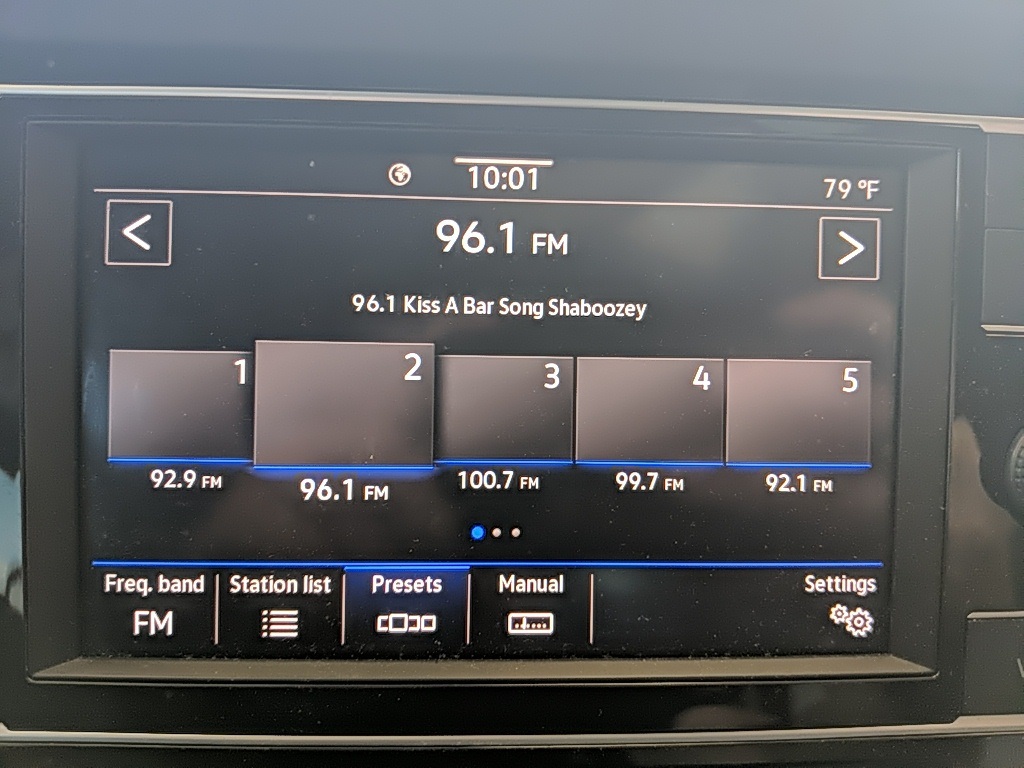 10:01
79 °F
<
96.1 FM
>
96.1 Kiss A Bar Song Shaboozey
1 2 3 4 5
92.9 FM 96.1 FM 100.7 FM 99.7 FM 92.1 FM
Freq. band Station list Presets Manual Settings
FM